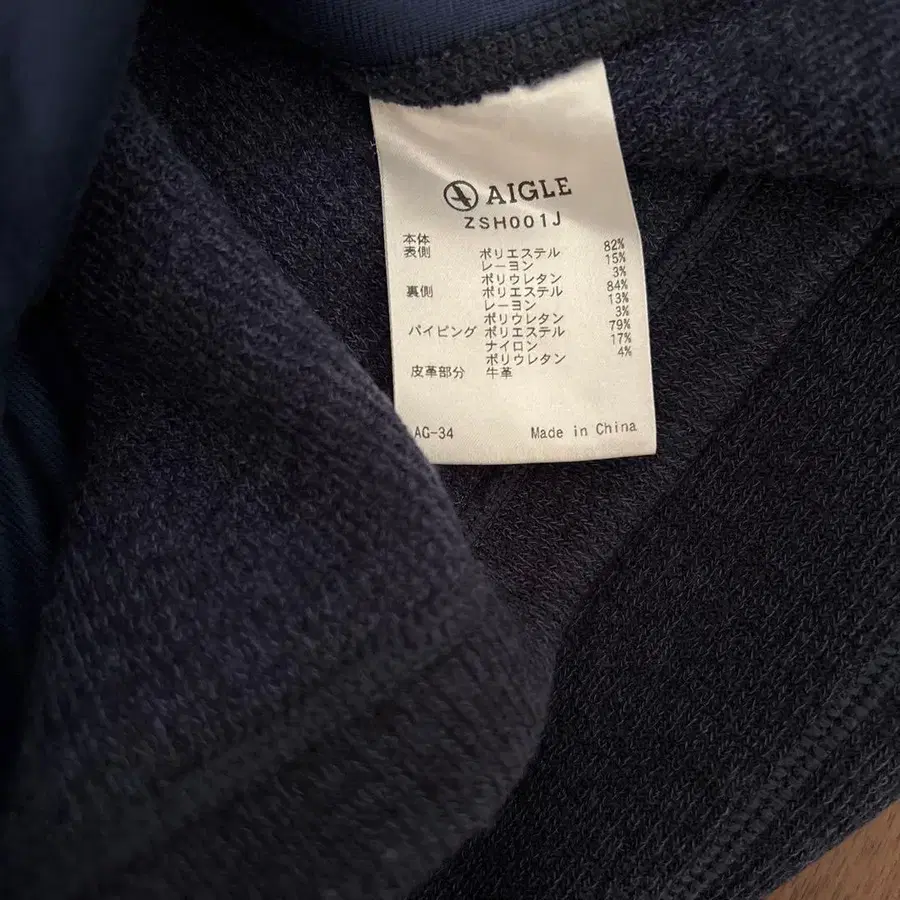 AIGLE
ZSH001J
本体
表側 ポリエステル 82%
レーヨン 15%
ポリウレタン 3%
裏側 ポリエステル 84%
レーヨン 13%
ポリウレタン 3%
パイピング ポリエステル 79%
ナイロン 17%
ポリウレタン 4%
皮革部分 牛革
AG-34 Made in China